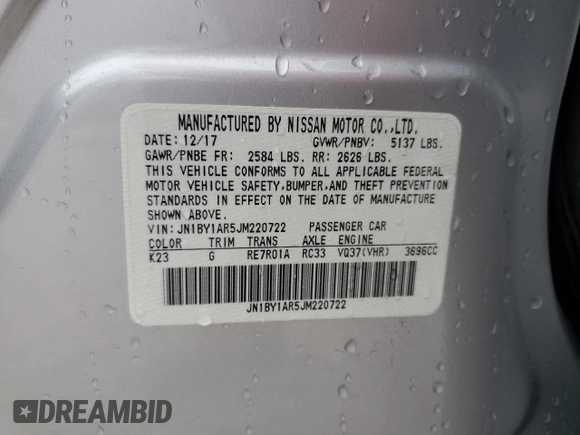 MANUFACTURED BY NISSAN MOTOR CO.,LTD.
DATE: 12/17 GVWR/PNBV: 5137 LBS.
GAWR/PNBE FR: 2584 LBS. RR: 2626 LBS.
THIS VEHICLE CONFORMS TO ALL APPLICABLE FEDERAL
MOTOR VEHICLE SAFETY,BUMPER,AND THEFT PREVENTION
STANDARDS IN EFFECT ON THE DATE OF MANUFACTURE
SHOWN ABOVE.
VIN: JN1BY1AR5JM220722 PASSENGER CAR
COLOR TRIM TRANS AXLE ENGINE
K23 G RE7R01A RC33 VQ37(VHR) 3696CC
JN1BY1AR5JM220722
DREAMBID